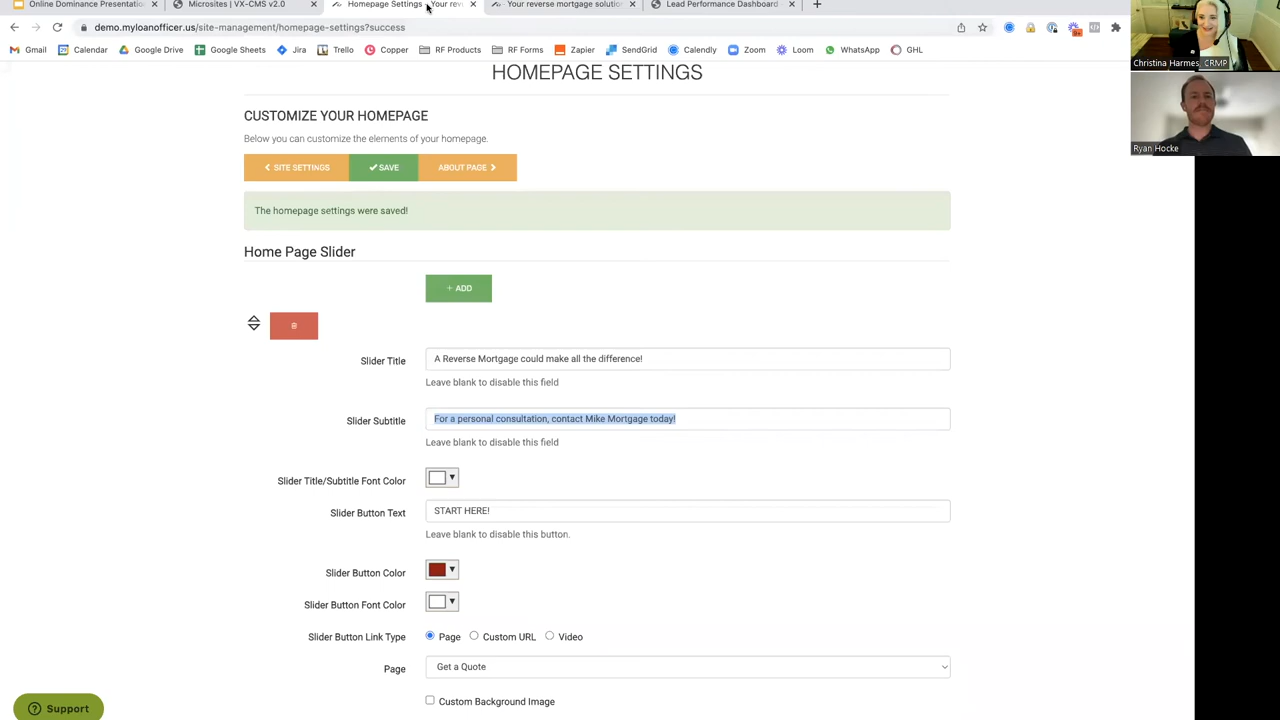 Online Dominance Presentatio
Microsites | VX-CMS v2.0
Homepage Settings - Your rev
Your reverse mortgage solution
Lead Performance Dashboard
demo.myloanofficer.us/site-management/homepage-settings?success
Gmail
Calendar
Google Drive
Google Sheets
Jira
Trello
Copper
RF Products
RF Forms
Zapier
SendGrid
Calendly
Zoom
Loom
WhatsApp
GHL
Christina Harmes, CRMP
Ryan Hocke
HOMEPAGE SETTINGS
CUSTOMIZE YOUR HOMEPAGE
Below you can customize the elements of your homepage.
SITE SETTINGS
SAVE
ABOUT PAGE
The homepage settings were saved!
Home Page Slider
+ ADD
Slider Title
A Reverse Mortgage could make all the difference!
Leave blank to disable this field
Slider Subtitle
For a personal consultation, contact Mike Mortgage today!
Leave blank to disable this field
Slider Title/Subtitle Font Color
Slider Button Text
START HERE!
Leave blank to disable this button.
Slider Button Color
Slider Button Font Color
Slider Button Link Type
Page
Custom URL
Video
Page
Get a Quote
Custom Background Image
Support